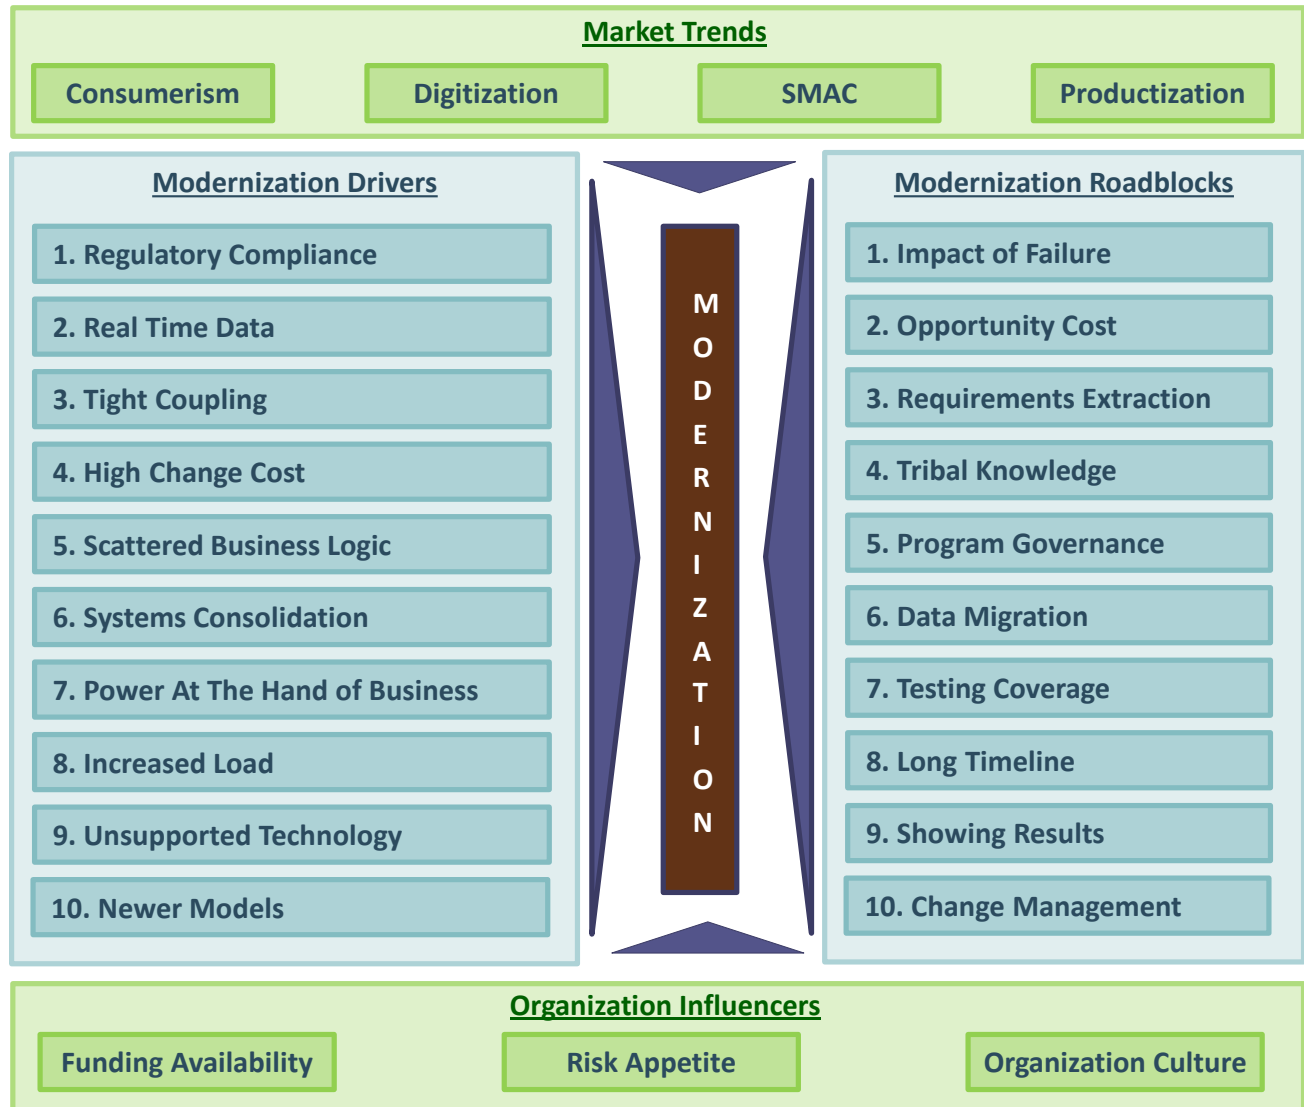 Market Trends
Consumerism
Digitization
SMAC
Productization
Modernization Drivers
1. Regulatory Compliance
2. Real Time Data
3. Tight Coupling
4. High Change Cost
5. Scattered Business Logic
6. Systems Consolidation
7. Power At The Hand of Business
8. Increased Load
9. Unsupported Technology
10. Newer Models
MODERNIZATION
Modernization Roadblocks
1. Impact of Failure
2. Opportunity Cost
3. Requirements Extraction
4. Tribal Knowledge
5. Program Governance
6. Data Migration
7. Testing Coverage
8. Long Timeline
9. Showing Results
10. Change Management
Organization Influencers
Funding Availability
Risk Appetite
Organization Culture